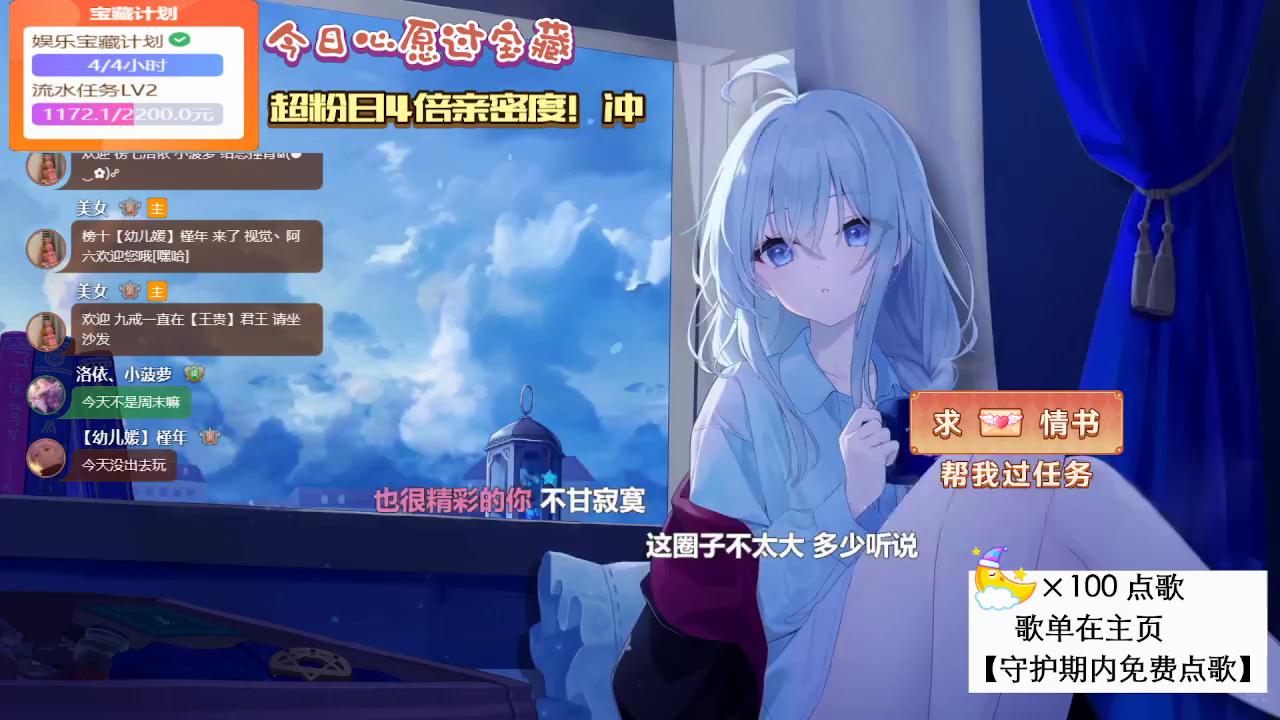 宝藏计划
娱乐宝藏计划
4/4小时
流水任务LV2
1172.1/2200.0元
今日心愿过宝藏
超粉日4倍亲密度！冲
美女 主
榜十【幼儿媛】槿年 来了 视觉丶阿
六欢迎您哦[嘿哈]
美女 主
欢迎 九戒一直在【王贵】君王 请坐
沙发
洛依、小菠萝
今天不是周末嘛
【幼儿媛】槿年
今天没出去玩
也很精彩的你 不甘寂寞
这圈子不太大 多少听说
求 情书
帮我过任务
×100 点歌
歌单在主页
【守护期内免费点歌】